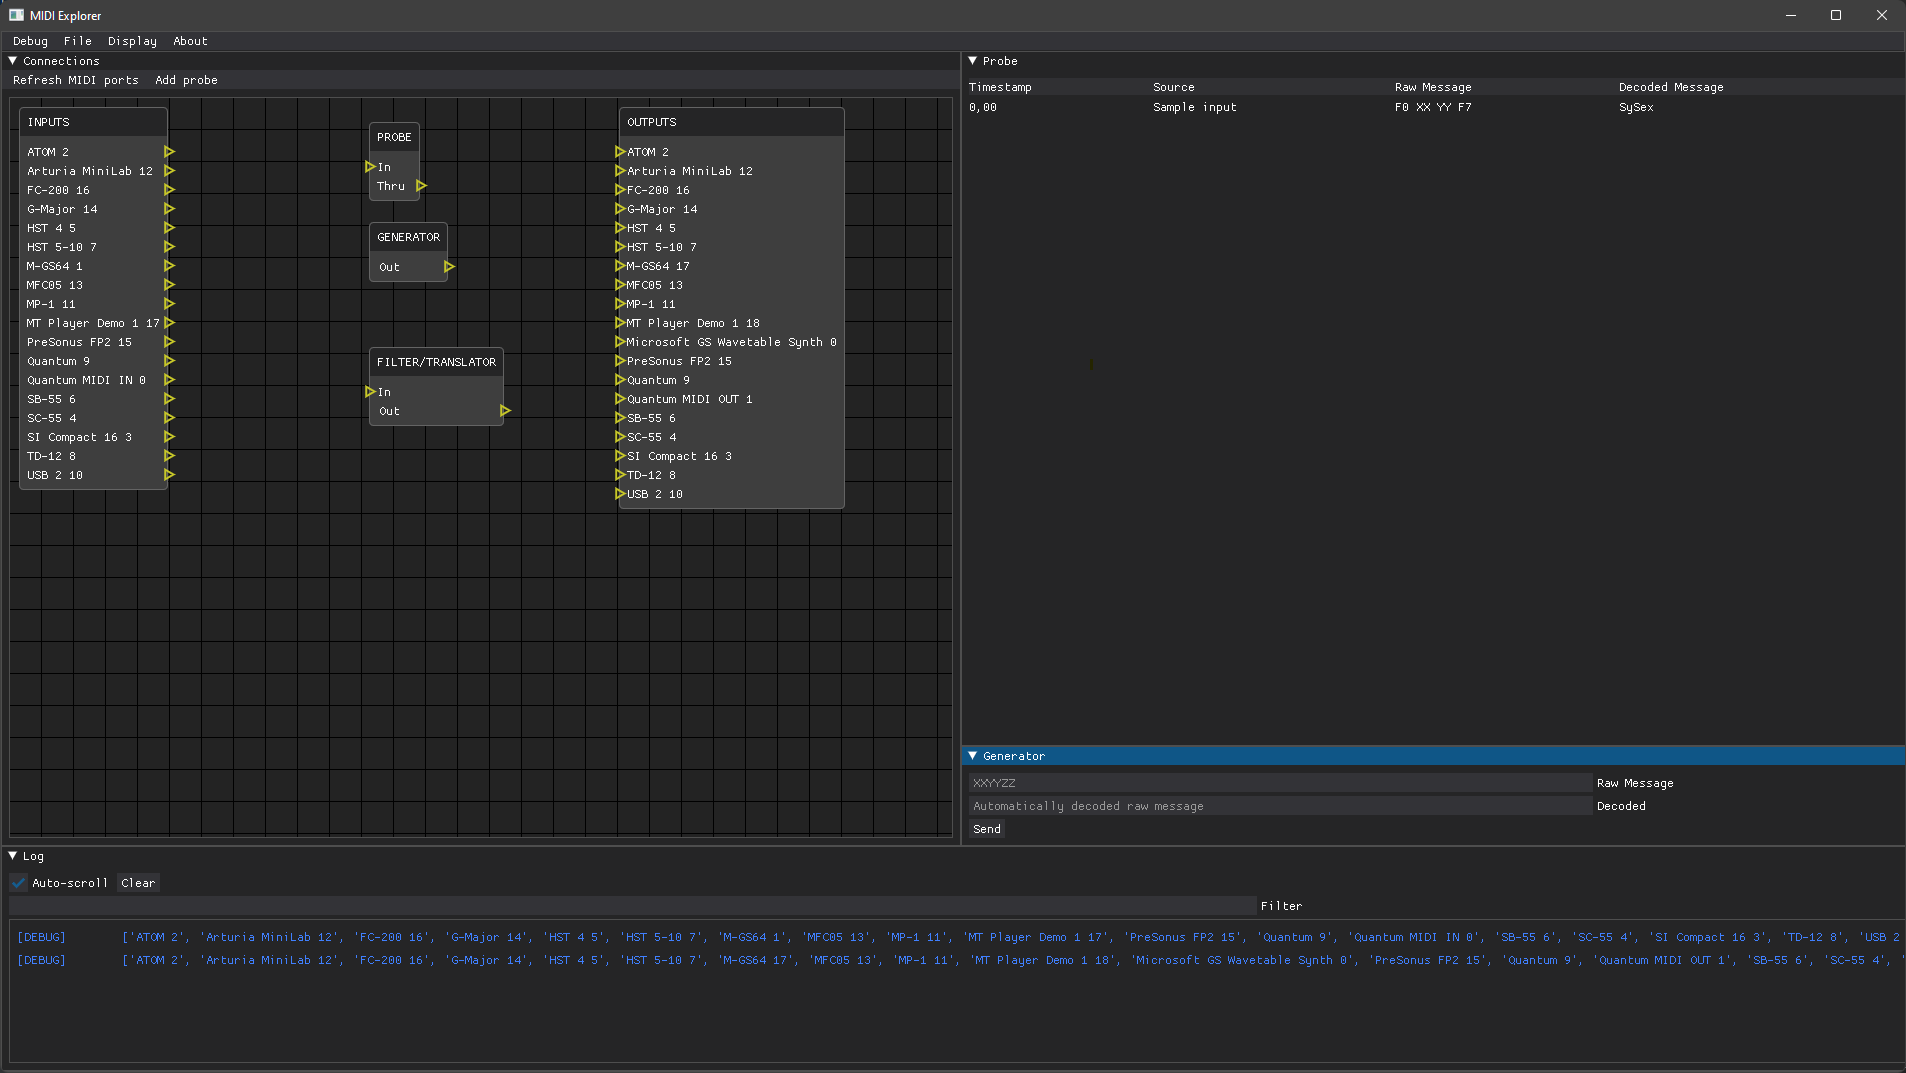 MIDI Explorer
Debug File Display About
Connections
Refresh MIDI ports Add probe
INPUTS
ATOM 2
Arturia MiniLab 12
FC-200 16
G-Major 14
HST 4 5
HST 5-10 7
M-GS64 1
MFC05 13
MP-1 11
MT Player Demo 1 17
PreSonus FP2 15
Quantum 9
Quantum MIDI IN 0
SB-55 6
SC-55 4
SI Compact 16 3
TD-12 8
USB 2 10
PROBE
In
Thru
GENERATOR
Out
FILTER/TRANSLATOR
In
Out
OUTPUTS
ATOM 2
Arturia MiniLab 12
FC-200 16
G-Major 14
HST 4 5
HST 5-10 7
M-GS64 17
MFC05 13
MP-1 11
MT Player Demo 1 18
Microsoft GS Wavetable Synth 0
PreSonus FP2 15
Quantum 9
Quantum MIDI OUT 1
SB-55 6
SC-55 4
SI Compact 16 3
TD-12 8
USB 2 10
Probe
Timestamp Source Raw Message Decoded Message
0,00 Sample input F0 XX YY F7 SySex
Generator
XXYYZZ Raw Message
Automatically decoded raw message Decoded
Send
Log
Auto-scroll Clear
Filter
[DEBUG] ['ATOM 2', 'Arturia MiniLab 12', 'FC-200 16', 'G-Major 14', 'HST 4 5', 'HST 5-10 7', 'M-GS64 1', 'MFC05 13', 'MP-1 11', 'MT Player Demo 1 17', 'PreSonus FP2 15', 'Quantum 9', 'Quantum MIDI IN 0', 'SB-55 6', 'SC-55 4', 'SI Compact 16 3', 'TD-12 8', 'USB 2
[DEBUG] ['ATOM 2', 'Arturia MiniLab 12', 'FC-200 16', 'G-Major 14', 'HST 4 5', 'HST 5-10 7', 'M-GS64 17', 'MFC05 13', 'MP-1 11', 'MT Player Demo 1 18', 'Microsoft GS Wavetable Synth 0', 'PreSonus FP2 15', 'Quantum 9', 'Quantum MIDI OUT 1', 'SB-55 6', 'SC-55 4', '